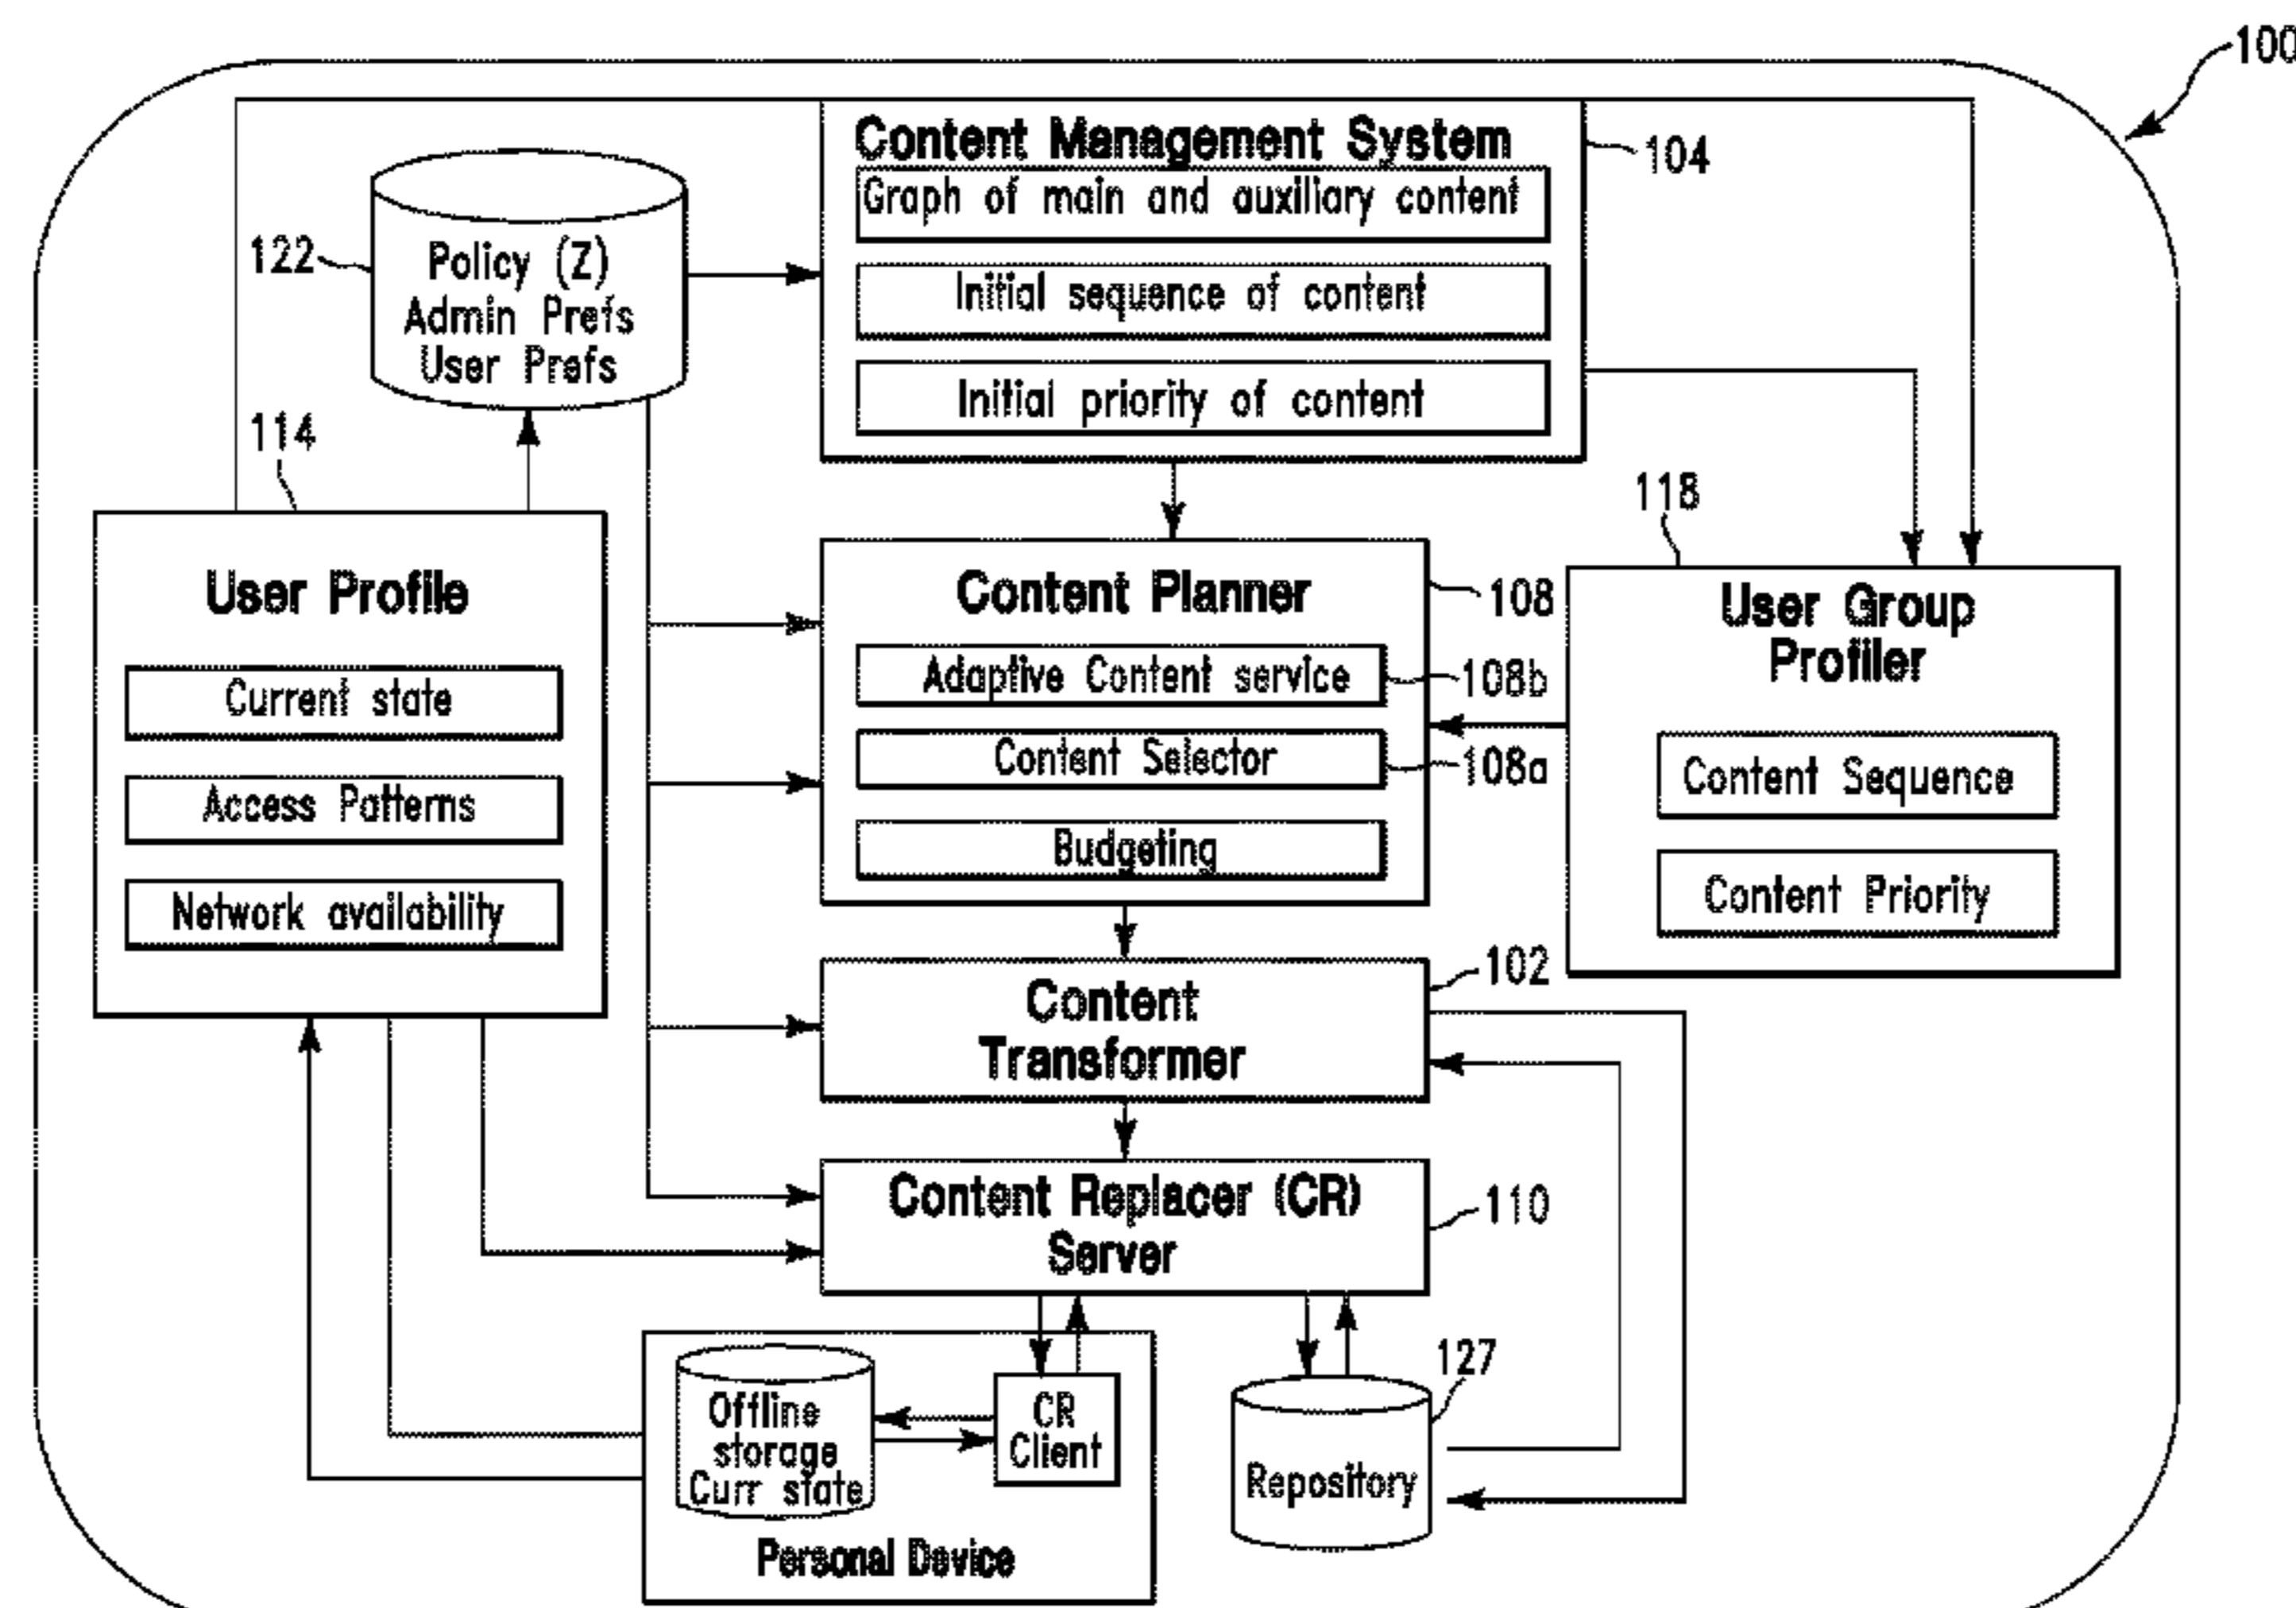 100
Content Management System
104
Graph of main and auxiliary content
Initial sequence of content
Initial priority of content
122
Policy (Z)
Admin Prefs
User Prefs
114
User Profile
Current state
Access Patterns
Network availability
Content Planner
108
Adaptive Content service
108b
Content Selector
108a
Budgeting
118
User Group
Profiler
Content Sequence
Content Priority
Content
Transformer
102
Content Replacer (CR)
Server
110
Offline
storage
Curr state
CR
Client
Personal Device
127
Repository